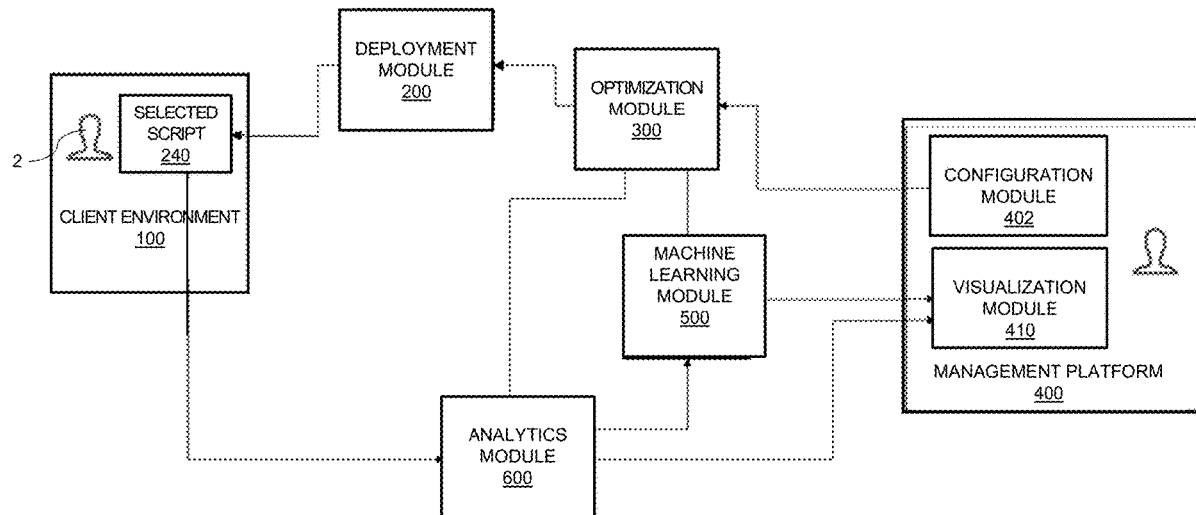 DEPLOYMENT
MODULE
200
OPTIMIZATION
MODULE
300
SELECTED
SCRIPT
240
2
CLIENT ENVIRONMENT
100
CONFIGURATION
MODULE
402
MACHINE
LEARNING
MODULE
500
VISUALIZATION
MODULE
410
MANAGEMENT PLATFORM
400
ANALYTICS
MODULE
600